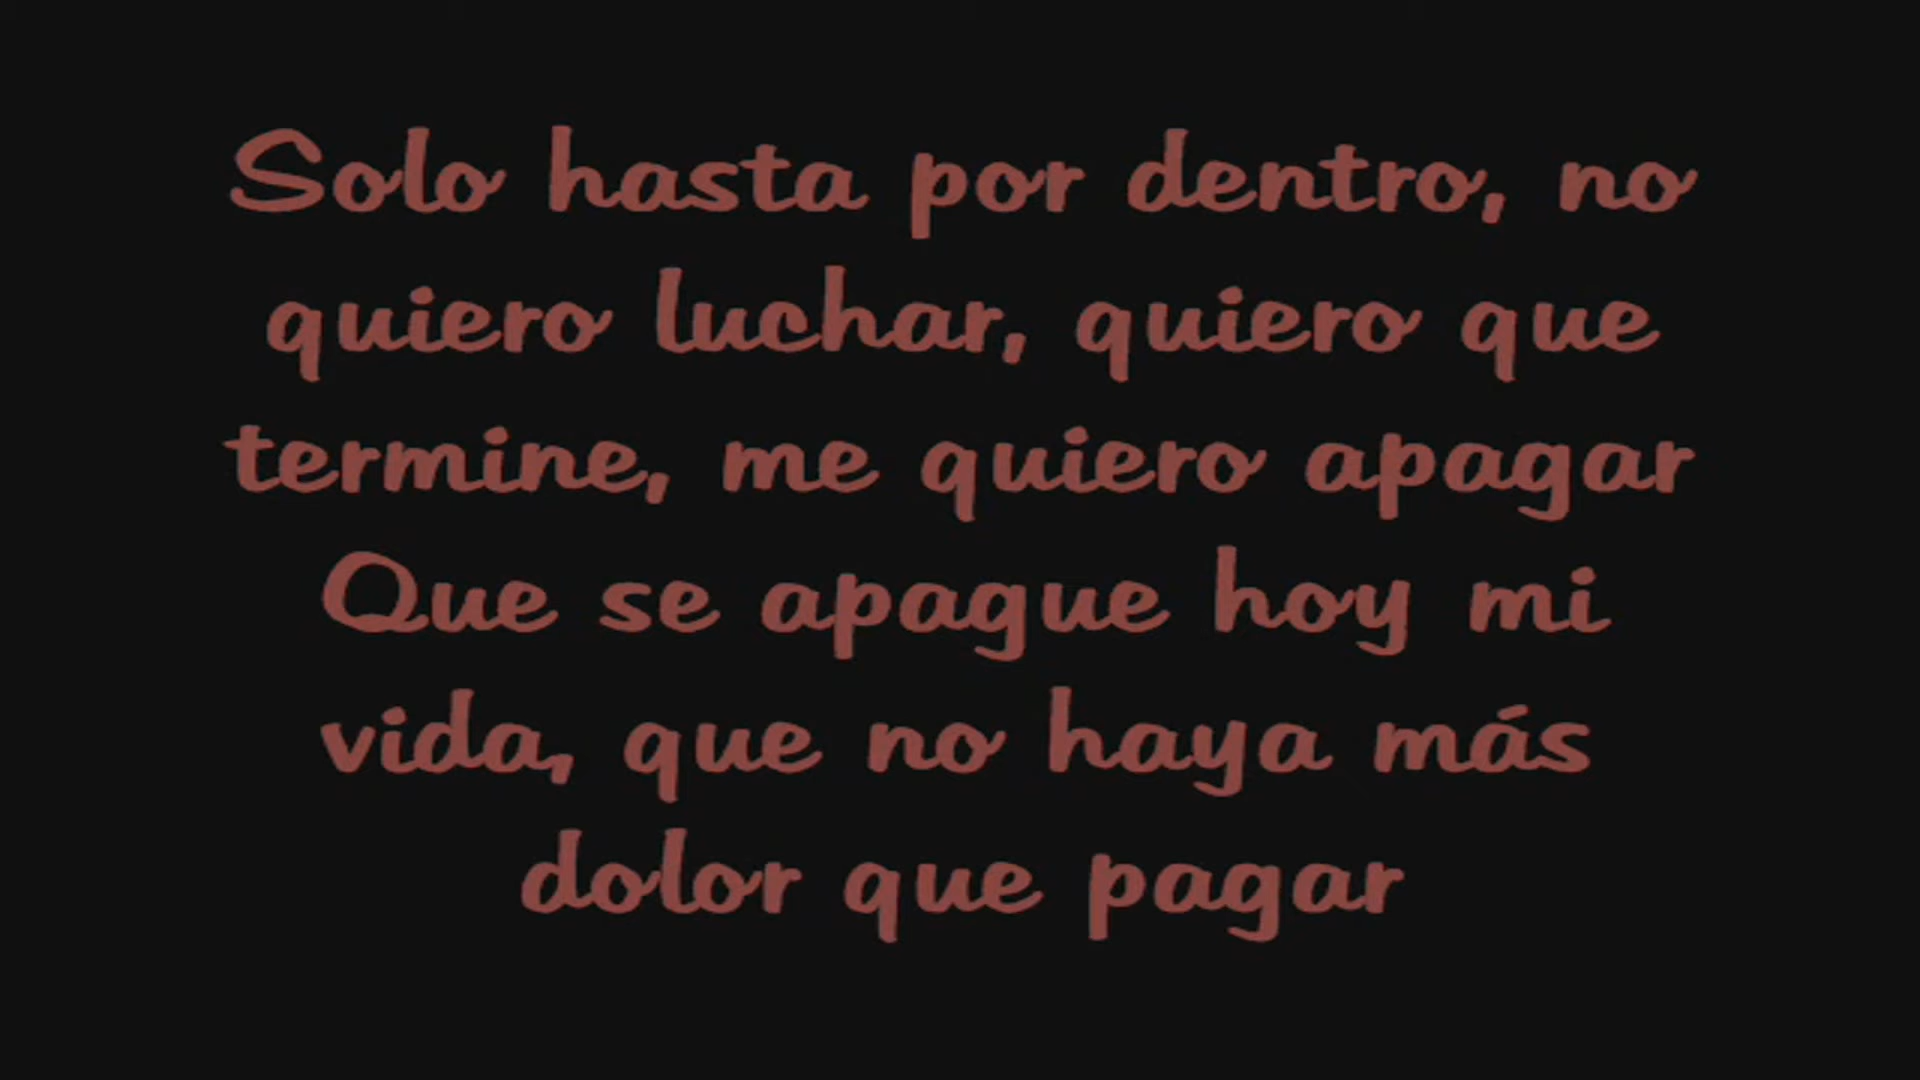 Solo hasta por dentro, no
quiero luchar, quiero que
termine, me quiero apagar
Que se apague hoy mi
vida, que no haya más
dolor que pagar